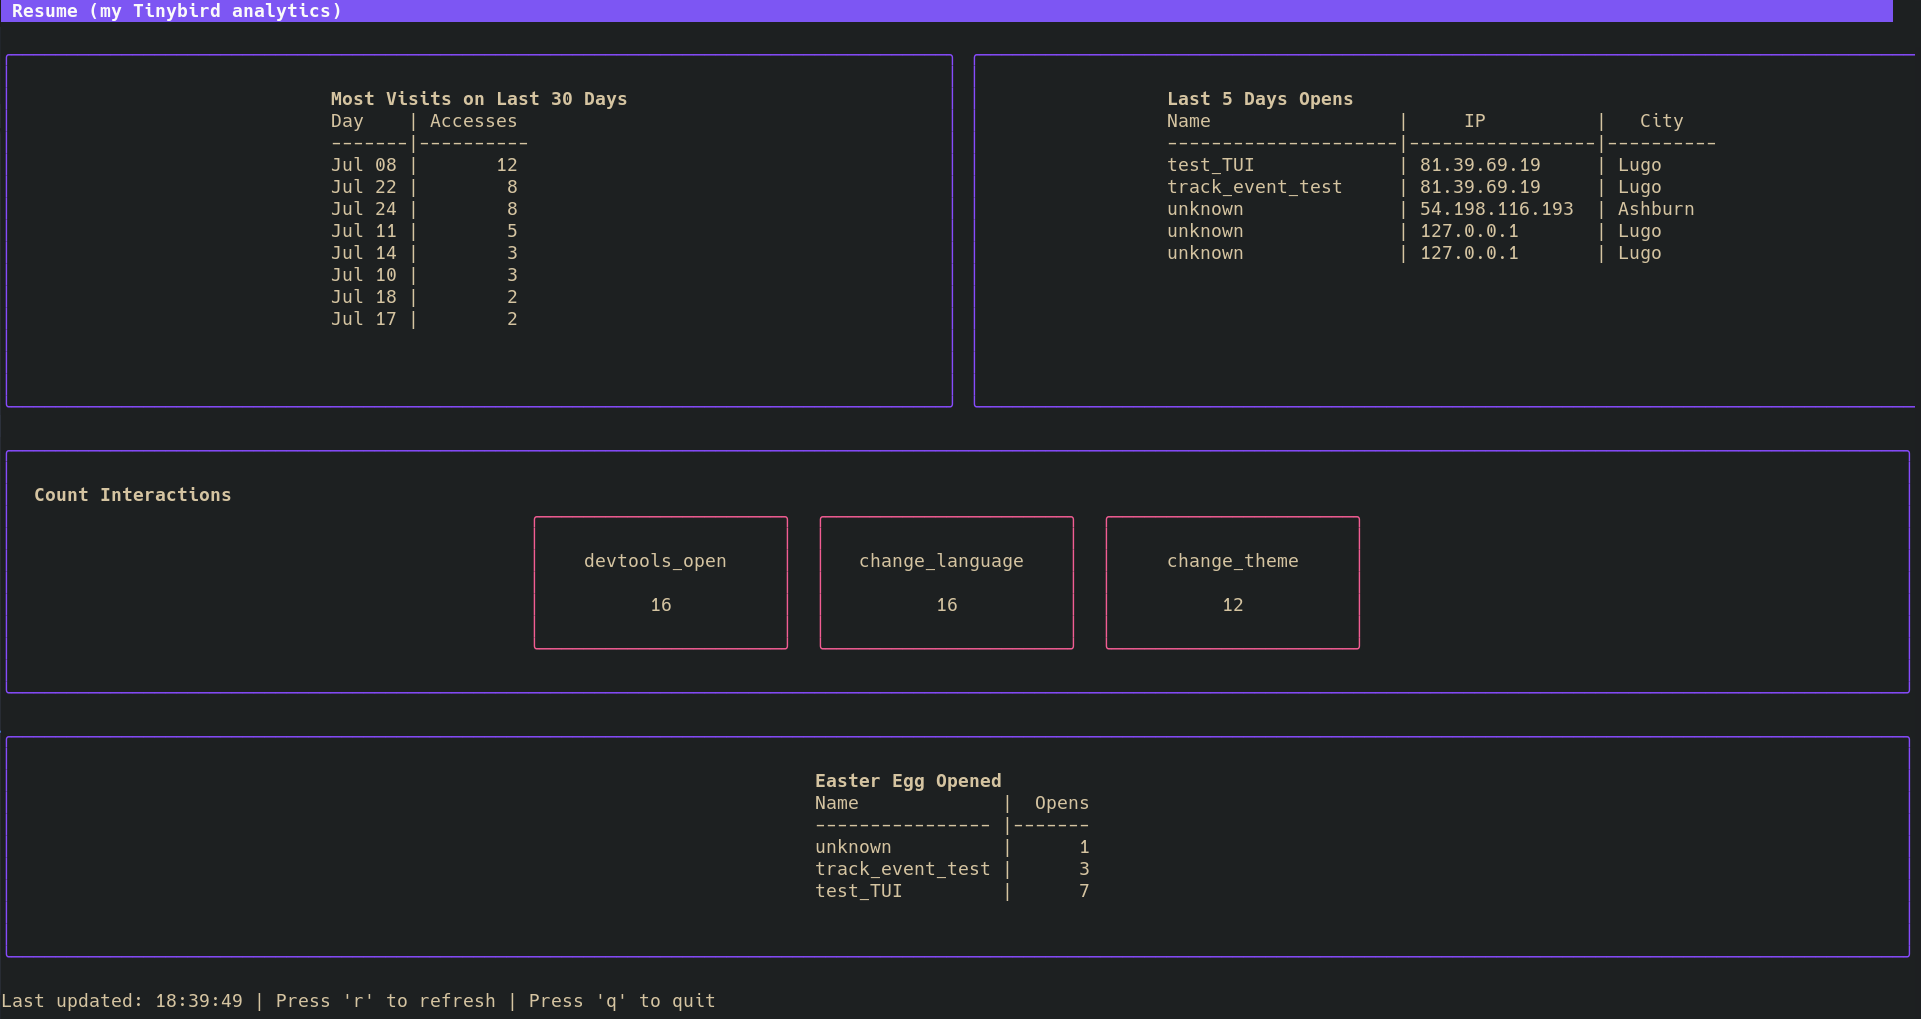 Resume (my Tinybird analytics)
Most Visits on Last 30 Days
Day    | Accesses
-------|----------
Jul 08 |       12
Jul 22 |        8
Jul 24 |        8
Jul 11 |        5
Jul 14 |        3
Jul 10 |        3
Jul 18 |        2
Jul 17 |        2
Last 5 Days Opens
Name                 |     IP          |   City
---------------------|-----------------|----------
test_TUI             | 81.39.69.19     | Lugo
track_event_test     | 81.39.69.19     | Lugo
unknown              | 54.198.116.193  | Ashburn
unknown              | 127.0.0.1       | Lugo
unknown              | 127.0.0.1       | Lugo
Count Interactions
devtools_open
16
change_language
16
change_theme
12
Easter Egg Opened
Name             |  Opens
---------------- |-------
unknown          |      1
track_event_test |      3
test_TUI         |      7
Last updated: 18:39:49 | Press 'r' to refresh | Press 'q' to quit